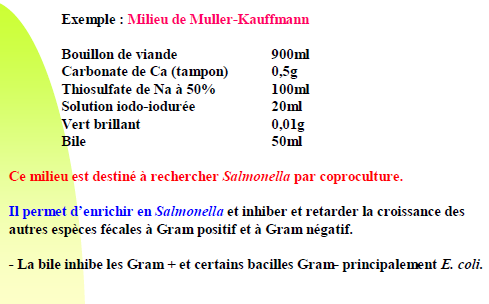 Exemple : Milieu de Muller-Kauffmann
Bouillon de viande 900ml
Carbonate de Ca (tampon) 0,5g
Thiosulfate de Na à 50% 100ml
Solution iodo-iodurée 20ml
Vert brillant 0,01g
Bile 50ml
Ce milieu est destiné à rechercher Salmonella par coproculture.
Il permet d’enrichir en Salmonella et inhiber et retarder la croissance des
autres espèces fécales à Gram positif et à Gram négatif.
- La bile inhibe les Gram + et certains bacilles Gram- principalement E. coli.